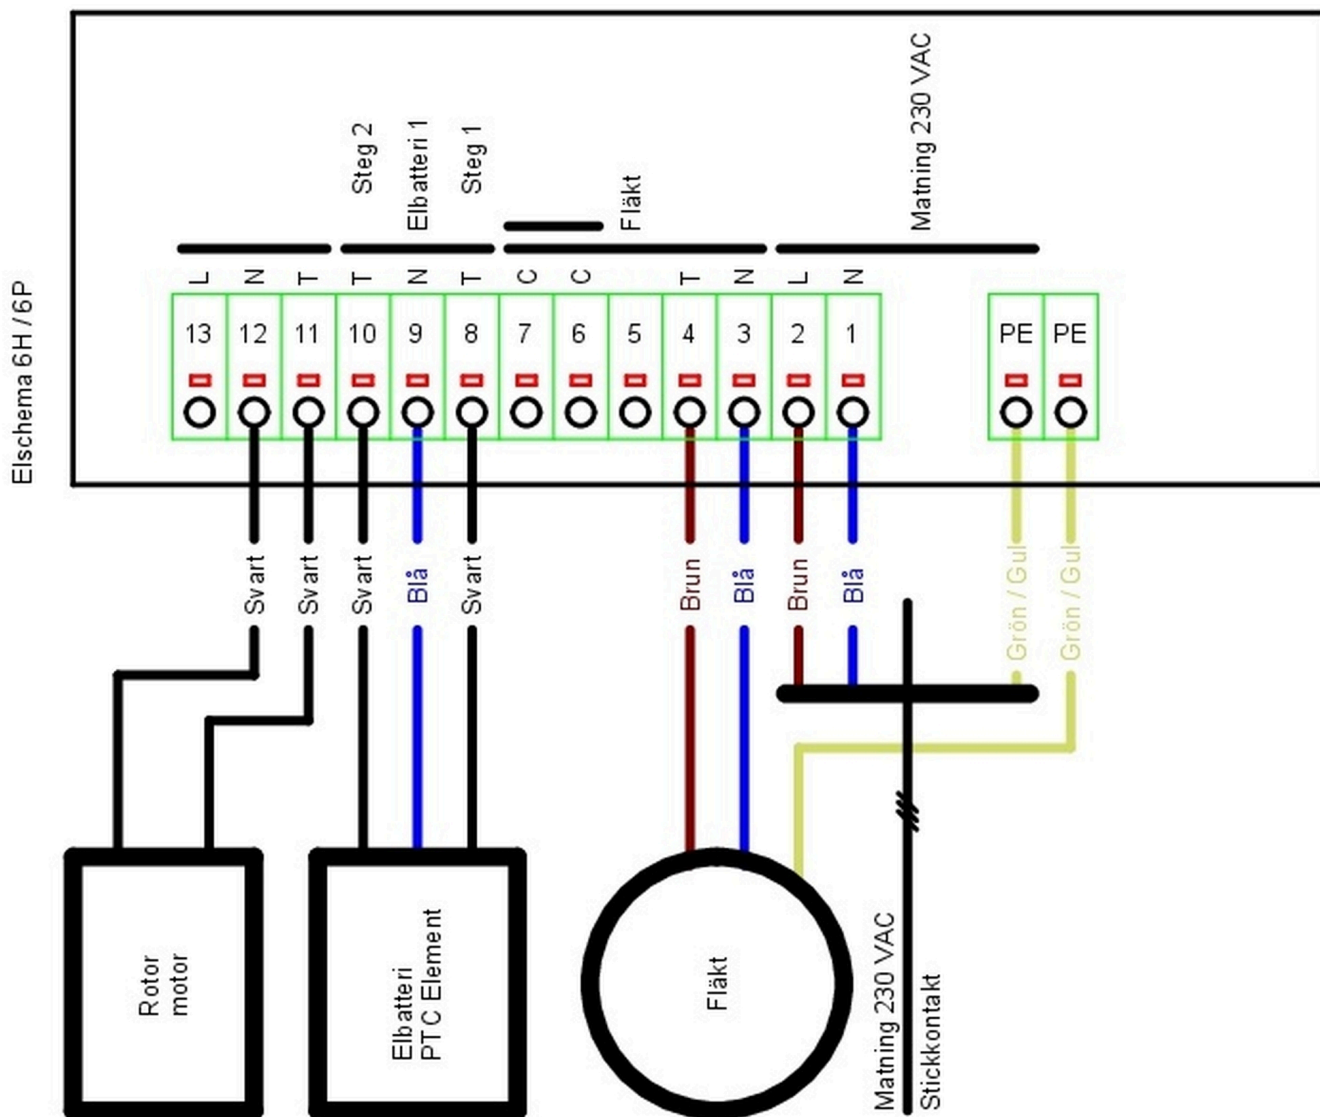 Elschema 6H / 6P
Steg 2
Elbatteri 1
Steg 1
Fläkt
Matning 230 VAC
L N T T N T C C T N L N
13 12 11 10 9 8 7 6 5 4 3 2 1 PE PE
Svart Svart Svart Blå Svart Brun Blå Brun Blå Grön / Gul Grön / Gul
Rotor
motor
Elbatteri
PTC Element
Fläkt
Matning 230 VAC
Stickkontakt